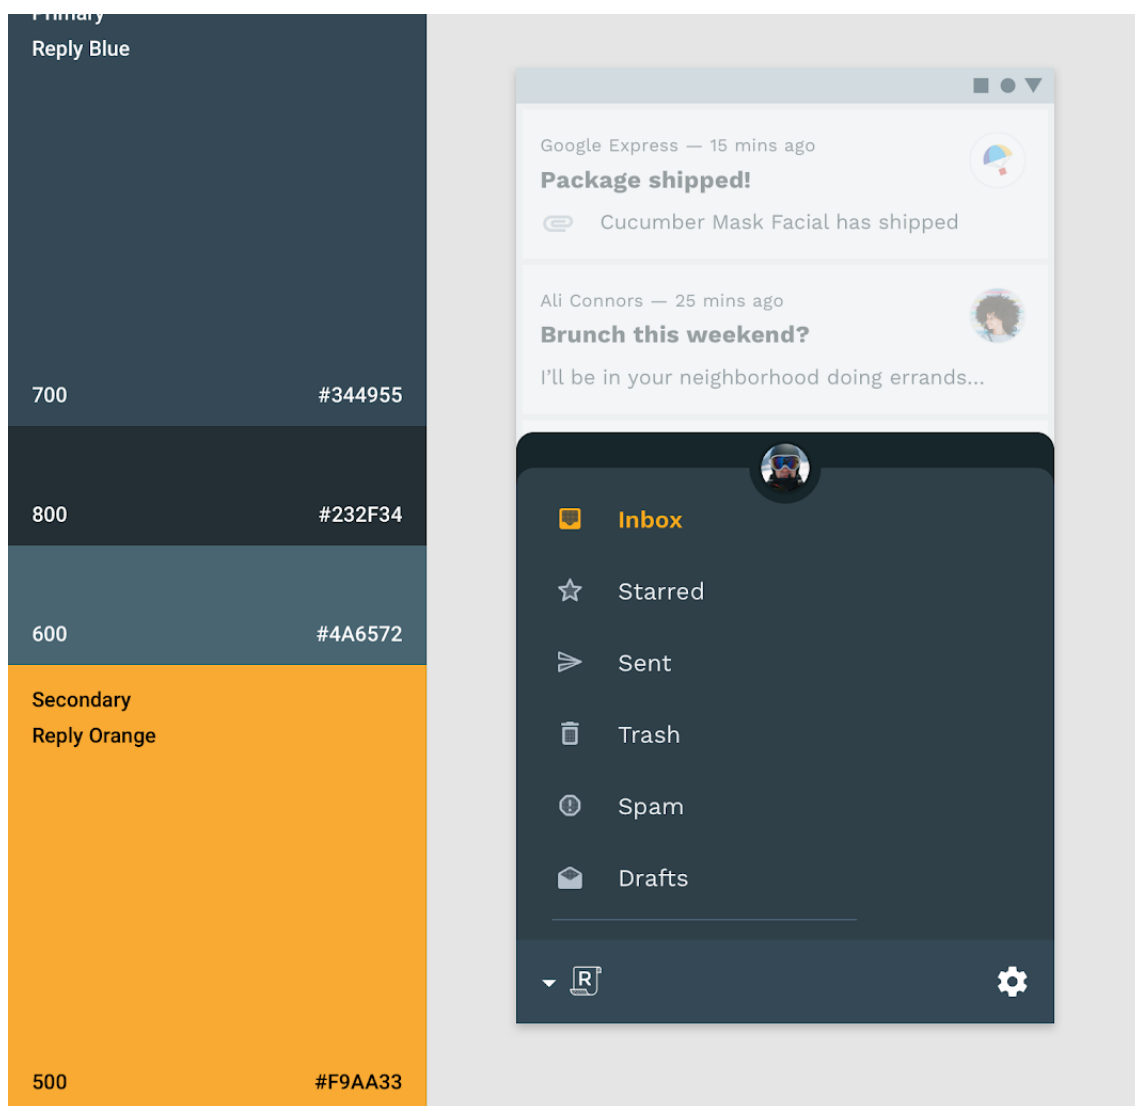 Primary
Reply Blue
700 #344955
800 #232F34
600 #4A6572
Secondary
Reply Orange
500 #F9AA33
Google Express — 15 mins ago
Package shipped!
Cucumber Mask Facial has shipped
Ali Connors — 25 mins ago
Brunch this weekend?
I'll be in your neighborhood doing errands...
Inbox
Starred
Sent
Trash
Spam
Drafts
R